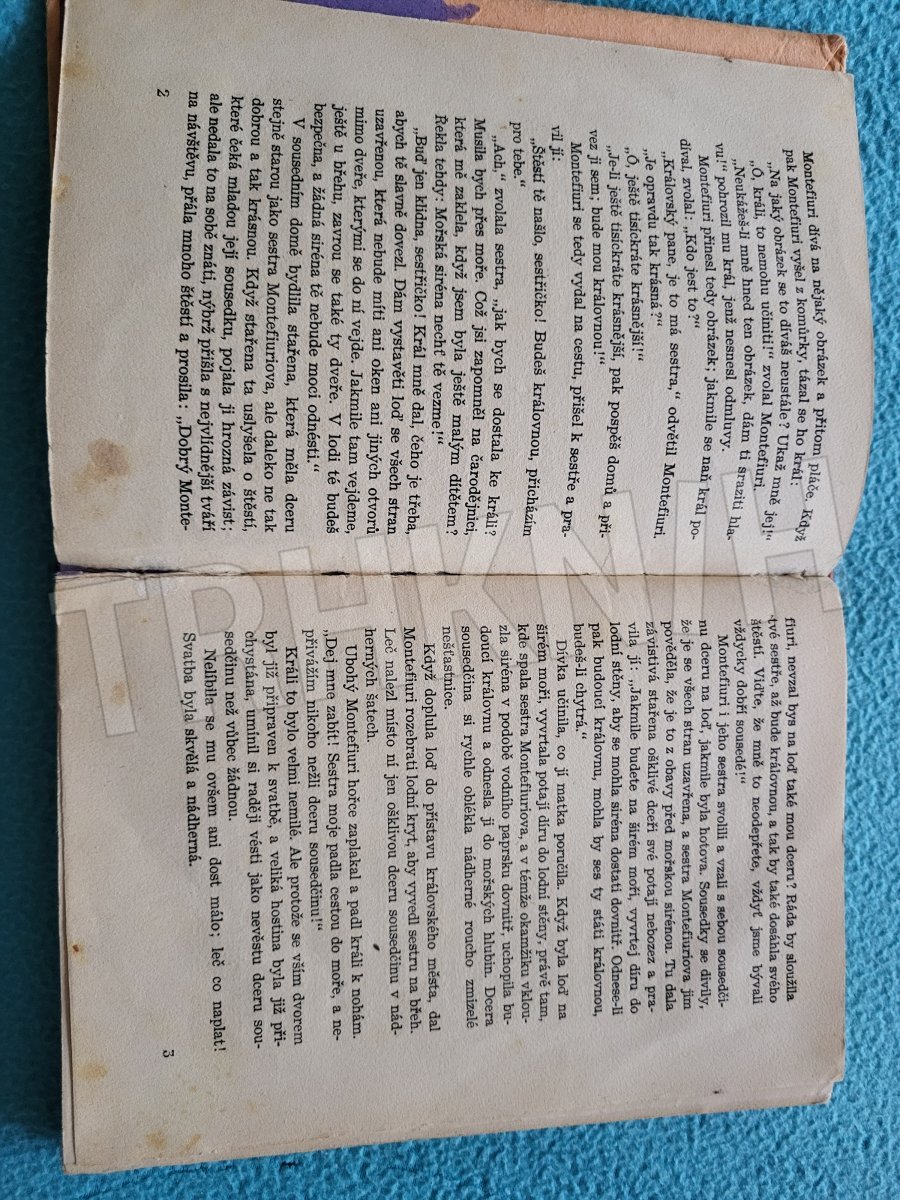 Montefiuri dívá na nějaký obrázek a přitom pláče. Když
pak Montefiuri vyšel z komůrky, tázal se ho král:
„Na jaký obrázek se to díváš neustále? Ukaž mně jej!“
„Ó, králi, to nemohu učiniti!“ zvolal Montefiuri.
„Neukážeš-li mně hned ten obrázek, dám ti sraziti hla-
vu!“ pohrozil mu král, jenž nesnesl odmluvy.
Montefiuri přinesl tedy obrázek; jakmile se naň král po-
díval, zvolal: „Kdo jest to?“
„Královský pane, je to má sestra,“ odvětil Montefiuri.
„Je opravdu tak krásná?“
„Ó, ještě tisíckráte krásnější!“
„Je-li ještě tisíckráte krásnější, pak pospěš domů a při-
vez ji sem; bude mou královnou!“
Montefiuri se tedy vydal na cestu, přišel k sestře a pra-
vil jí:
„Štěstí tě našlo, sestřičko! Budeš královnou, přicházím
pro tebe.“
„Ach,“ zvolala sestra, „jak bych se dostala ke králi?
Musila bych přes moře. Což jsi zapomněl na čarodějnici,
která mě zaklela, když jsem byla ještě malým dítětem?
Řekla tehdy: Mořská siréna nechť tě vezme!“
„Buď jen klidna, sestřičko! Král mně dal, čeho je třeba,
abych tě slavně dovezl. Dám vystavěti loď se všech stran
uzavřenou, která nebude míti ani oken ani jiných otvorů
mimo dveře, kterými se do ní vejde. Jakmile tam vejdeme,
ještě u břehu, zavrou se také ty dveře. V lodi té budeš
bezpečna, a žádná siréna tě nebude moci odnésti.“
V sousedním domě bydlila stařena, která měla dceru
stejně starou jako sestra Montefiuriova, ale daleko ne tak
dobrou a tak krásnou. Když stařena ta uslyšela o štěstí,
které čeká mladou její sousedku, pojala ji hrozná závist;
ale nedala to na sobě znáti, nýbrž přišla s nejvlídnější tváří
na návštěvu, přála mnoho štěstí a prosila: „Dobrý Monte-
2
fiuri, nevzal bys na loď také mou dceru? Ráda by sloužila
tvé sestře, až bude královnou, a tak by také dosáhla svého
štěstí. Viďte, že mně to neodepřete, vždyť jsme bývali
vždycky dobří sousedé!“
Montefiuri i jeho sestra svolili a vzali s sebou sousedči-
nu dceru na loď, jakmile byla hotova. Sousedky se divily,
že je se všech stran uzavřena, a sestra Montefiuriova jim
pověděla, že je to z obavy před mořskou sirénou. Tu dala
závistivá stařena ošklivé dceři své potají nebozez a pra-
vila jí: „Jakmile budete na širém moři, vyvrtej díru do
lodní stěny, aby se mohla siréna dostati dovnitř. Odnese-li
pak budoucí královnu, mohla by ses ty státi královnou,
budeš-li chytrá.“
Dívka učinila, co jí matka poručila. Když byla loď na
širém moři, vyvrtala potají díru do lodní stěny, právě tam,
kde spala sestra Montefiuriova, a v témže okamžiku vklou-
zla siréna v podobě vodního paprsku dovnitř, uchopila bu-
doucí královnu a odnesla ji do mořských hlubin. Dcera
sousedčina si rychle oblékla nádherné roucho zmizelé
nešťastnice.
Když doplula loď do přístavu královského města, dal
Montefiuri rozebrati lodní kryt, aby vyvedl sestru na břeh.
Leč nalezl místo ní jen ošklivou dceru sousedčinu v nád-
herných šatech.
Ubohý Montefiuri hořce zaplakal a padl králi k nohám.
„Dej mne zabít! Sestra moje padla cestou do moře, a ne-
přivážím nikoho nežli dceru sousedčinu!“
Králi to bylo velmi nemilé. Ale protože se vším dvorem
byl již připraven k svatbě, a veliká hostina byla již při-
chystána, umínil si raději vésti jako nevěstu dceru sou-
sedčinu než vůbec žádnou.
Nelíbila se mu ovšem ani dost málo; leč co naplat!
Svatba byla skvělá a nádherná.
3
TRHKNIH